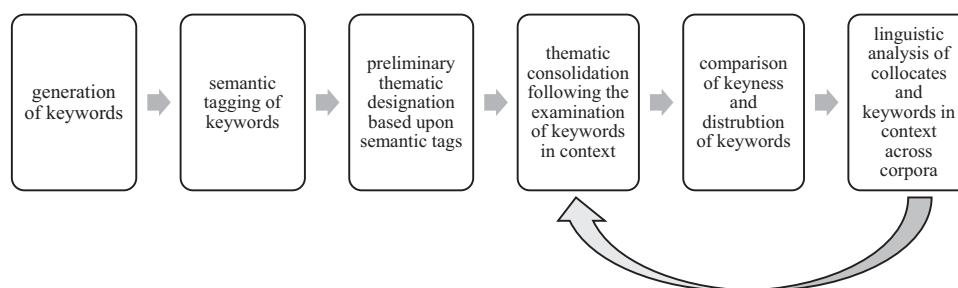 generation
of keywords
semantic
tagging of
keywords
preliminary
thematic
designation
based upon
semantic tags
thematic
consolidation
following the
examination
of keywords
in context
comparison
of keyness
and
distrubtion
of keywords
linguistic
analysis of
collocates
and
keywords in
context
across
corpora